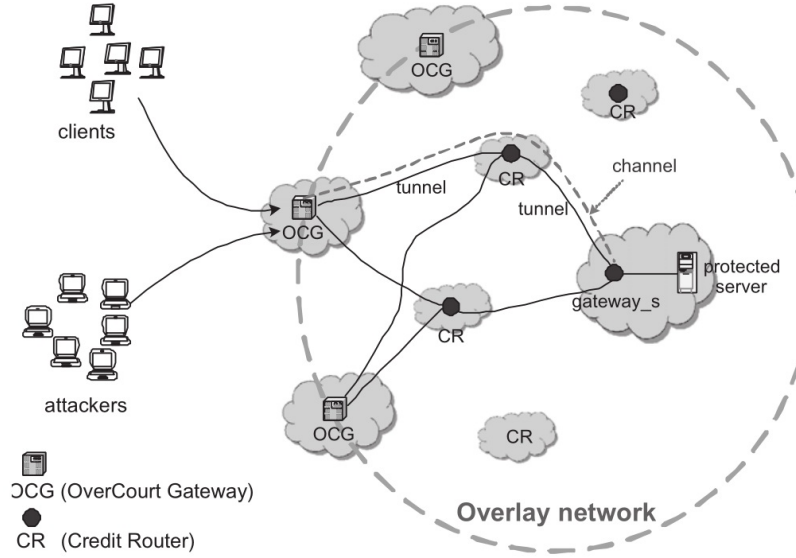 OCG
CR
clients
channel
tunnel
CR
tunnel
OCG
protected
server
gateway_s
CR
attackers
OCG
CR
OCG (OverCourt Gateway)
CR (Credit Router)
Overlay network